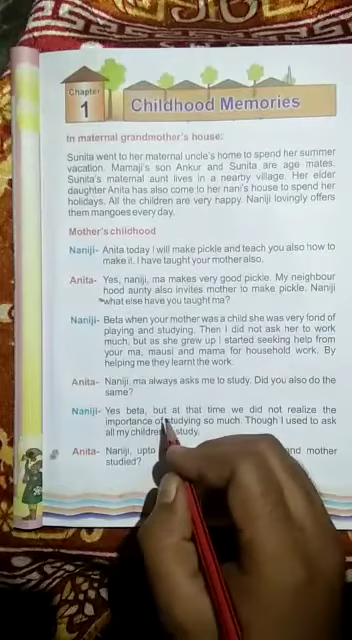 Chapter
1
Childhood Memories
In maternal grandmother's house:
Sunita went to her maternal uncle's home to spend her summer
vacation. Mamaji's son Ankur and Sunita are age mates.
Sunita's maternal aunt lives in a nearby village. Her elder
daughter Anita has also come to her nani's house to spend her
holidays. All the children are very happy. Naniji lovingly offers
them mangoes every day.
Mother's childhood
Naniji- Anita today I will make pickle and teach you also how to
make it. I have taught your mother also.
Anita- Yes, naniji, ma makes very good pickle. My neighbour
hood aunty also invites mother to make pickle. Naniji
what else have you taught ma?
Naniji- Beta when your mother was a child she was very fond of
playing and studying. Then I did not ask her to work
much, but as she grew up I started seeking help from
your ma, mausi and mama for household work. By
helping me they learnt the work.
Anita- Naniji, ma always asks me to study. Did you also do the
same?
Naniji- Yes beta, but at that time we did not realize the
importance of studying so much. Though I used to ask
all my children study.
Anita- Naniji, upto and mother
studied?